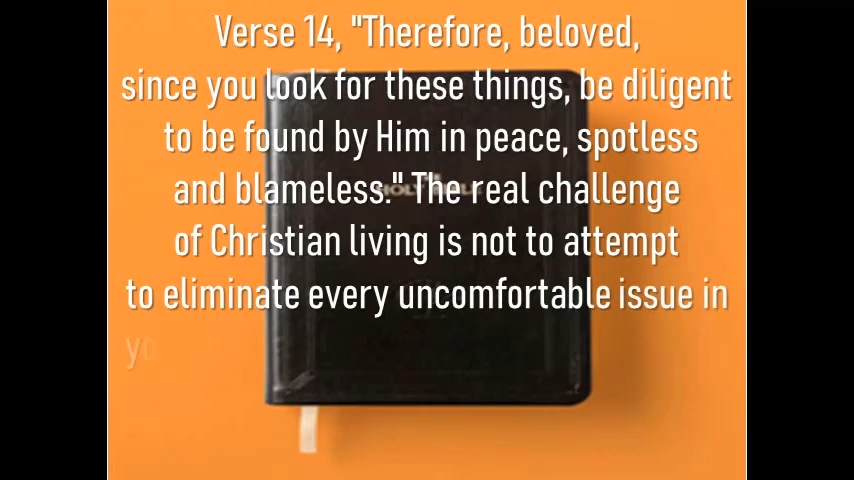 Verse 14, "Therefore, beloved,
since you look for these things, be diligent
to be found by Him in peace, spotless
and blameless." The real challenge
of Christian living is not to attempt
to eliminate every uncomfortable issue in
HOLY